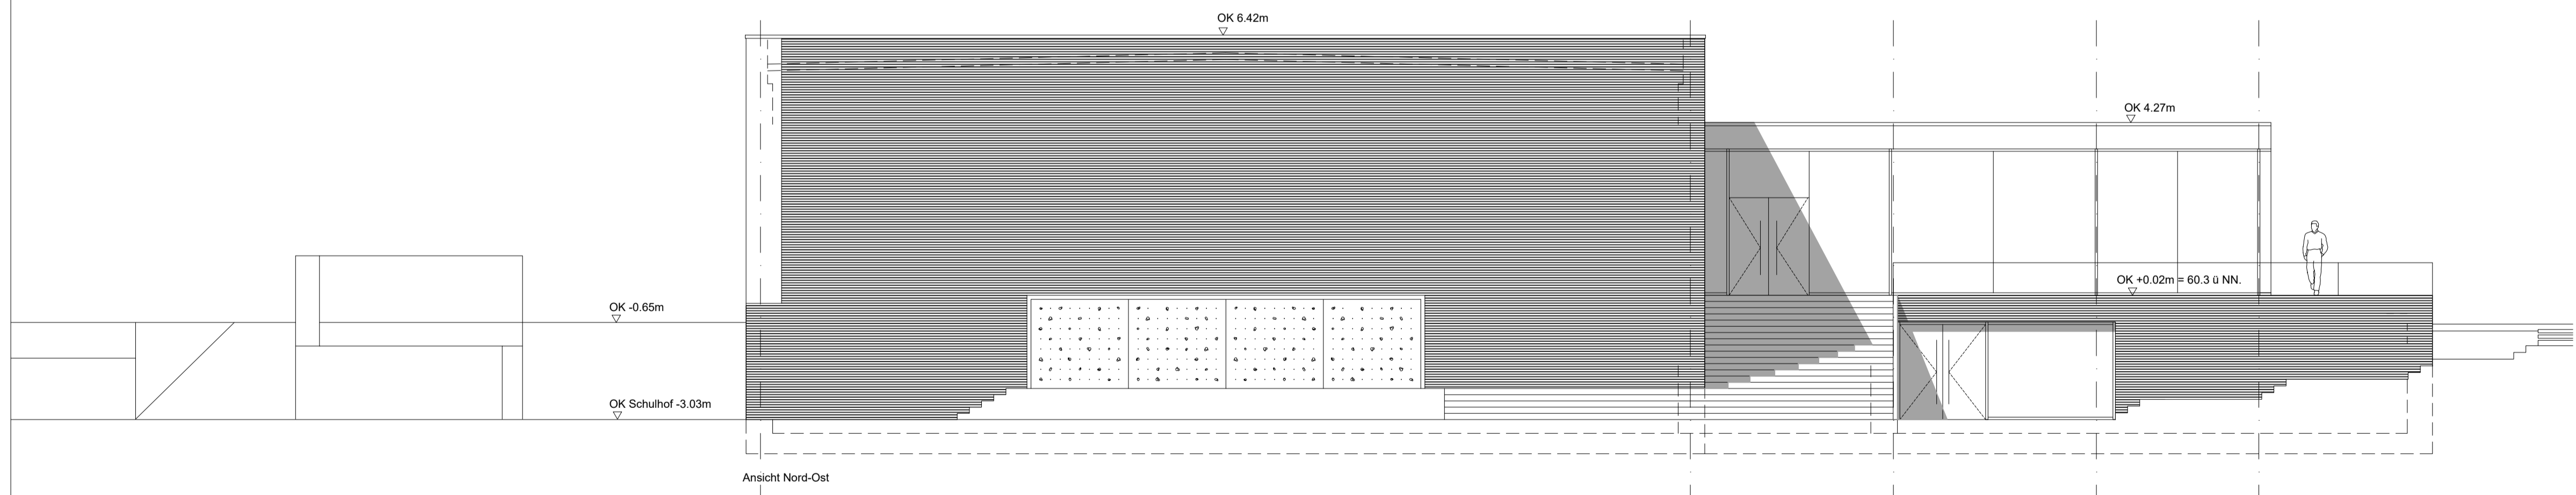 OK 6.42m
OK 4.27m
OK +0.02m = 60.3 ü NN.
OK -0.65m
OK Schulhof -3.03m
Ansicht Nord-Ost